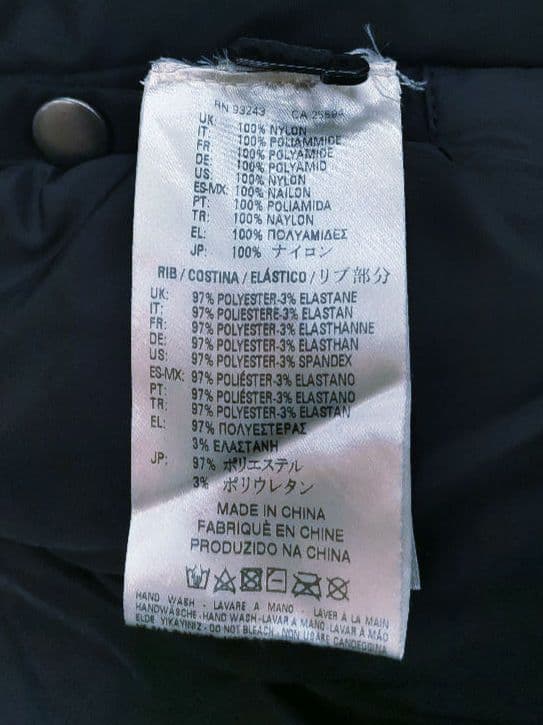 RN 93243 CA 25594
UK: 100% NYLON
IT: 100% POLIAMMIDE
FR: 100% POLYAMIDE
DE: 100% POLYAMID
US: 100% NYLON
ES-MX: 100% NAILON
PT: 100% POLIAMIDA
TR: 100% NAYLON
EL: 100% ΠΟΛΥΑΜΙΔΕΣ
JP: 100% ナイロン
RIB / COSTINA / ELÁSTICO / リブ部分
UK: 97% POLYESTER-3% ELASTANE
IT: 97% POLIESTERE-3% ELASTAN
FR: 97% POLYESTER-3% ELASTHANNE
DE: 97% POLYESTER-3% ELASTHAN
US: 97% POLYESTER-3% SPANDEX
ES-MX: 97% POLIÉSTER-3% ELASTANO
PT: 97% POLIÉSTER-3% ELASTANO
TR: 97% POLYESTER-3% ELASTAN
EL: 97% ΠΟΛΥΕΣΤΕΡΑΣ
3% ΕΛΑΣΤΑΝΗ
JP: 97% ポリエステル
3% ポリウレタン
MADE IN CHINA
FABRIQUÈ EN CHINE
PRODUZIDO NA CHINA
HAND WASH - LAVARE A MANO - LAVER À LA MAIN
HANDWÄSCHE - HAND WASH - LAVAR A MANO - LAVAR À MÃO
ELDE YIKAYINIZ - DO NOT BLEACH - NON USARE CANDEGGINA